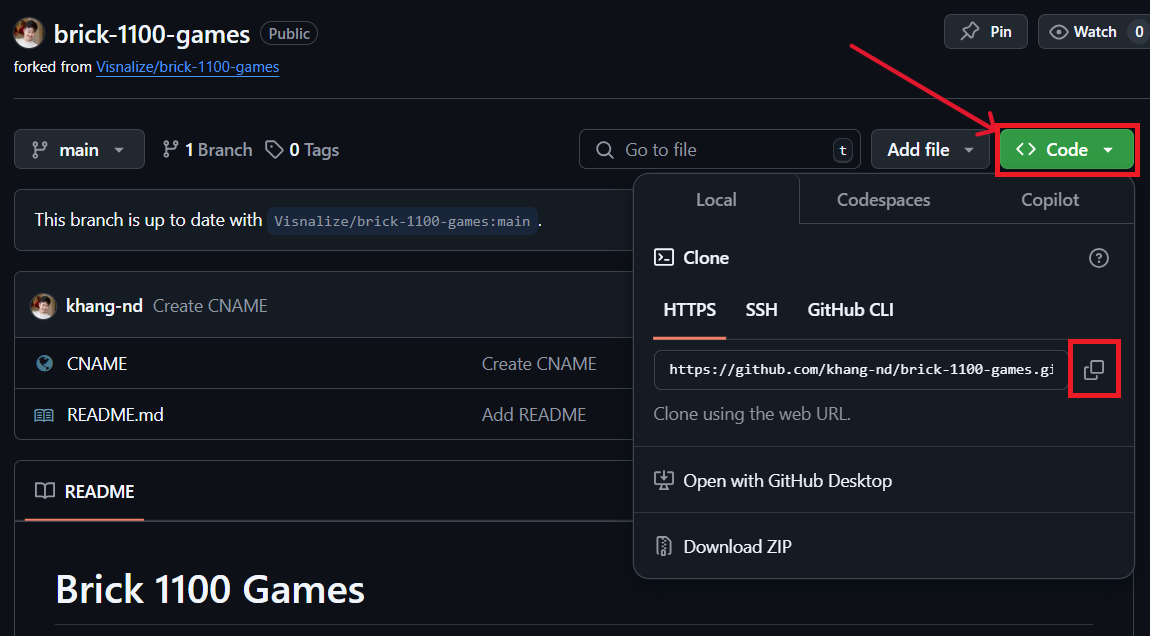 brick-1100-games Public Pin Watch 0
forked from Visnalize/brick-1100-games
main 1 Branch 0 Tags Go to file t Add file Code
Local Codespaces Copilot
This branch is up to date with Visnalize/brick-1100-games:main .
Clone
khang-nd Create CNAME
HTTPS SSH GitHub CLI
CNAME Create CNAME
https://github.com/khang-nd/brick-1100-games.gi
README.md Add README
Clone using the web URL.
Open with GitHub Desktop
README
Download ZIP
Brick 1100 Games